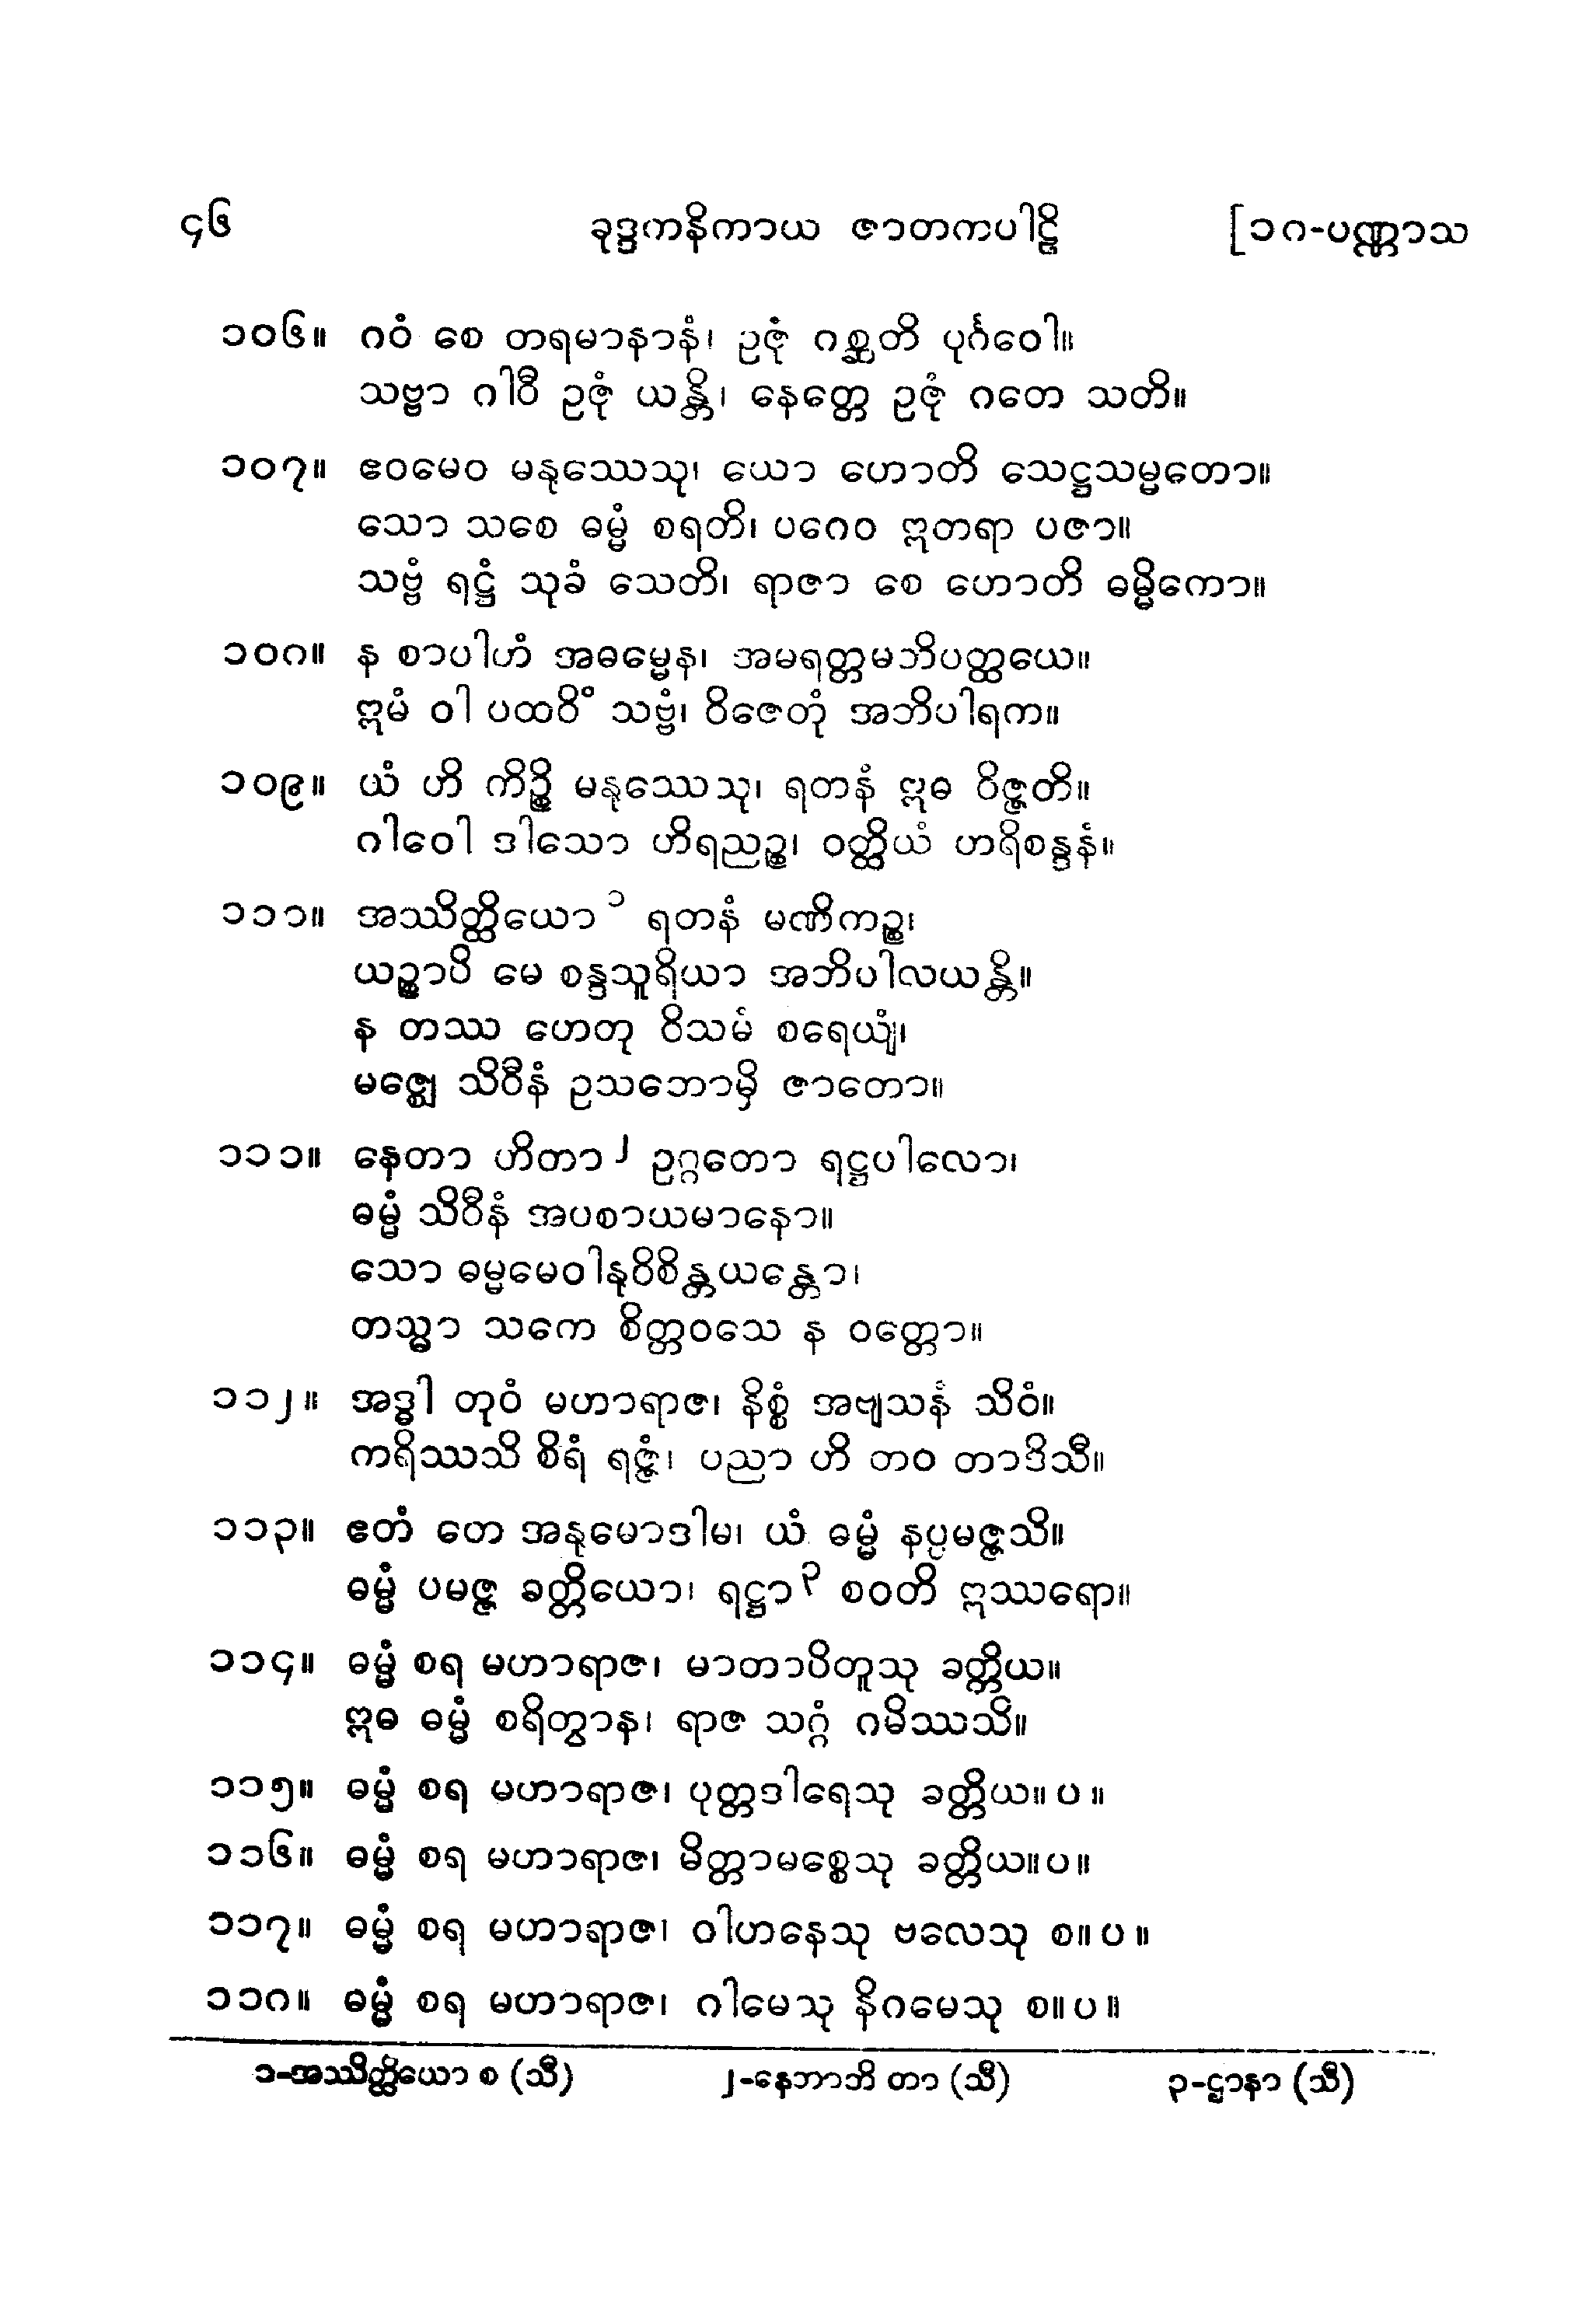 ၄၆ ခုဒ္ဒကနိကာယ ဇာတကပါဠိ [၁ဂ-ပဏ္ဏာသ
၁၀၆။ ဂဝံ စေ တရမာနာနံ၊ ဥဇုံ ဂစ္ဆတိ ပုင်္ဂဝေါ။
သဗ္ဗာ ဂါဝီ ဥဇုံ ယန္တိ၊ နေတ္တေ ဥဇုံ ဂတေ သတိ။
၁၀၇။ ဧဝမေဝ မနုဿေသု၊ ယော ဟောတိ သေဋ္ဌသမ္မတော။
သော သစေ ဓမ္မံ စရတိ၊ ပဂေဝ ဣတရာ ပဇာ။
သဗ္ဗံ ရဋ္ဌံ သုခံ သေတိ၊ ရာဇာ စေ ဟောတိ ဓမ္မိကော။
၁၀ဂ။ န စာပါဟံ အဓမ္မေန၊ အမရတ္တမဘိပတ္ထယေ။
ဣမံ ဝါ ပထဝိံ သဗ္ဗံ၊ ဝိဇေတုံ အဘိပါရက။
၁၀၉။ ယံ ဟိ ကိဉ္စိ မနုဿေသု၊ ရတနံ ဣဓ ဝိဇ္ဇတိ။
ဂါဝေါ ဒါသော ဟိရညဉ္စ၊ ဝတ္ထိယံ ဟရိစန္ဒနံ။
၁၁၁။ အဿိတ္ထိယော ၁ ရတနံ မဏိကဉ္စ၊
ယဉ္စာပိ မေ စန္ဒသူရိယာ အဘိပါလယန္တိ။
န တဿ ဟေတု ဝိသမံ စရေယျံ၊
မဇ္ဈေ သိဝီနံ ဥသဘောမှိ ဇာတော။
၁၁၁။ နေတာ ဟိတာ ၂ ဥဂ္ဂတော ရဋ္ဌပါလော၊
ဓမ္မံ သိဝီနံ အပစာယမာနော။
သော ဓမ္မမေဝါနုဝိစိန္တယန္တော၊
တသ္မာ သကေ စိတ္တဝသေ န ဝတ္တော။
၁၁၂။ အဒ္ဓါ တုဝံ မဟာရာဇ၊ နိစ္စံ အဗျသနံ သိဝံ။
ကရိဿသိ စိရံ ရဇ္ဇံ၊ ပညာ ဟိ တဝ တာဒိသီ။
၁၁၃။ ဧတံ တေ အနုမောဒါမ၊ ယံ ဓမ္မံ နပ္ပမဇ္ဇသိ။
ဓမ္မံ ပမဇ္ဇ ခတ္တိယော၊ ရဋ္ဌာ ၃ စဝတိ ဣဿရော။
၁၁၄။ ဓမ္မံ စရ မဟာရာဇ၊ မာတာပိတူသု ခတ္တိယ။
ဣဓ ဓမ္မံ စရိတွာန၊ ရာဇ သဂ္ဂံ ဂမိဿသိ။
၁၁၅။ ဓမ္မံ စရ မဟာရာဇ၊ ပုတ္တဒါရေသု ခတ္တိယ။ ပ ။
၁၁၆။ ဓမ္မံ စရ မဟာရာဇ၊ မိတ္တာမစ္စေသု ခတ္တိယ။ပ။
၁၁၇။ ဓမ္မံ စရ မဟာရာဇ၊ ဝါဟနေသု ဗလေသု စ။ ပ ။
၁၁ဂ။ ဓမ္မံ စရ မဟာရာဇ၊ ဂါမေသု နိဂမေသု စ။ ပ ။
၁-အဿိတ္ထိယော စ (သီ) ၂-နေဘာဘိ တာ (သီ) ၃-ဌာနာ (သီ)